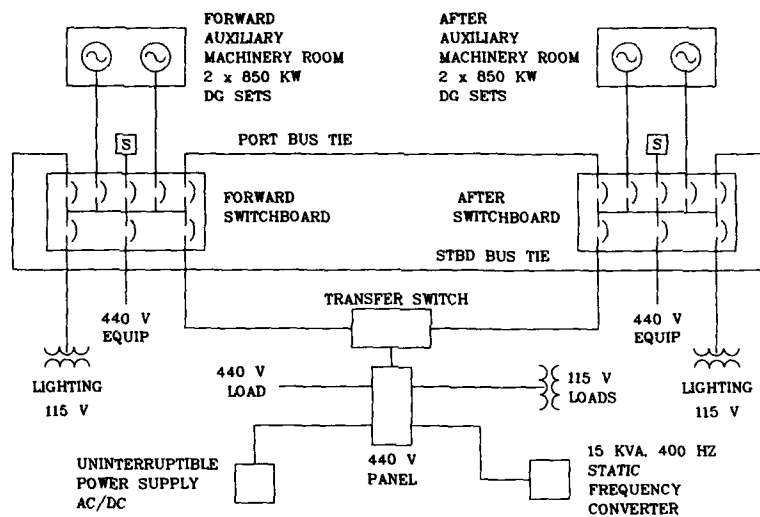 FORWARD
AUXILIARY
MACHINERY ROOM
2 x 850 KW
DG SETS
AFTER
AUXILIARY
MACHINERY ROOM
2 x 850 KW
DG SETS
S
S
PORT BUS TIE
FORWARD
SWITCHBOARD
AFTER
SWITCHBOARD
STBD BUS TIE
440 V
EQUIP
TRANSFER SWITCH
440 V
EQUIP
LIGHTING
115 V
440 V
LOAD
115 V
LOADS
LIGHTING
115 V
UNINTERRUPTIBLE
POWER SUPPLY
AC/DC
440 V
PANEL
15 KVA, 400 HZ
STATIC
FREQUENCY
CONVERTER